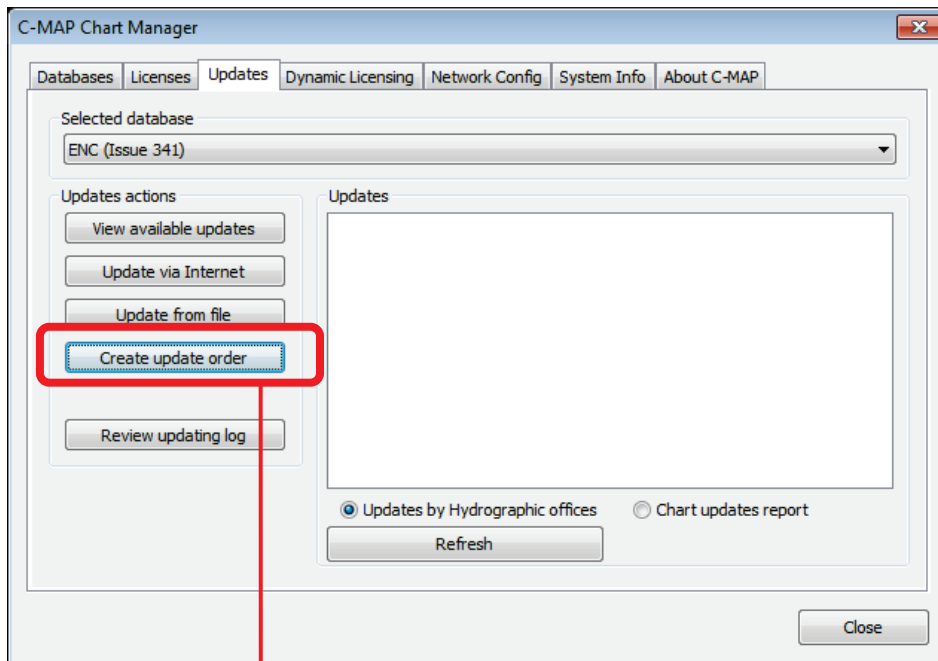 C-MAP Chart Manager
Databases Licenses Updates Dynamic Licensing Network Config System Info About C-MAP
Selected database
ENC (Issue 341)
Updates actions
View available updates
Update via Internet
Update from file
Create update order
Review updating log
Updates
Updates by Hydrographic offices Chart updates report
Refresh
Close